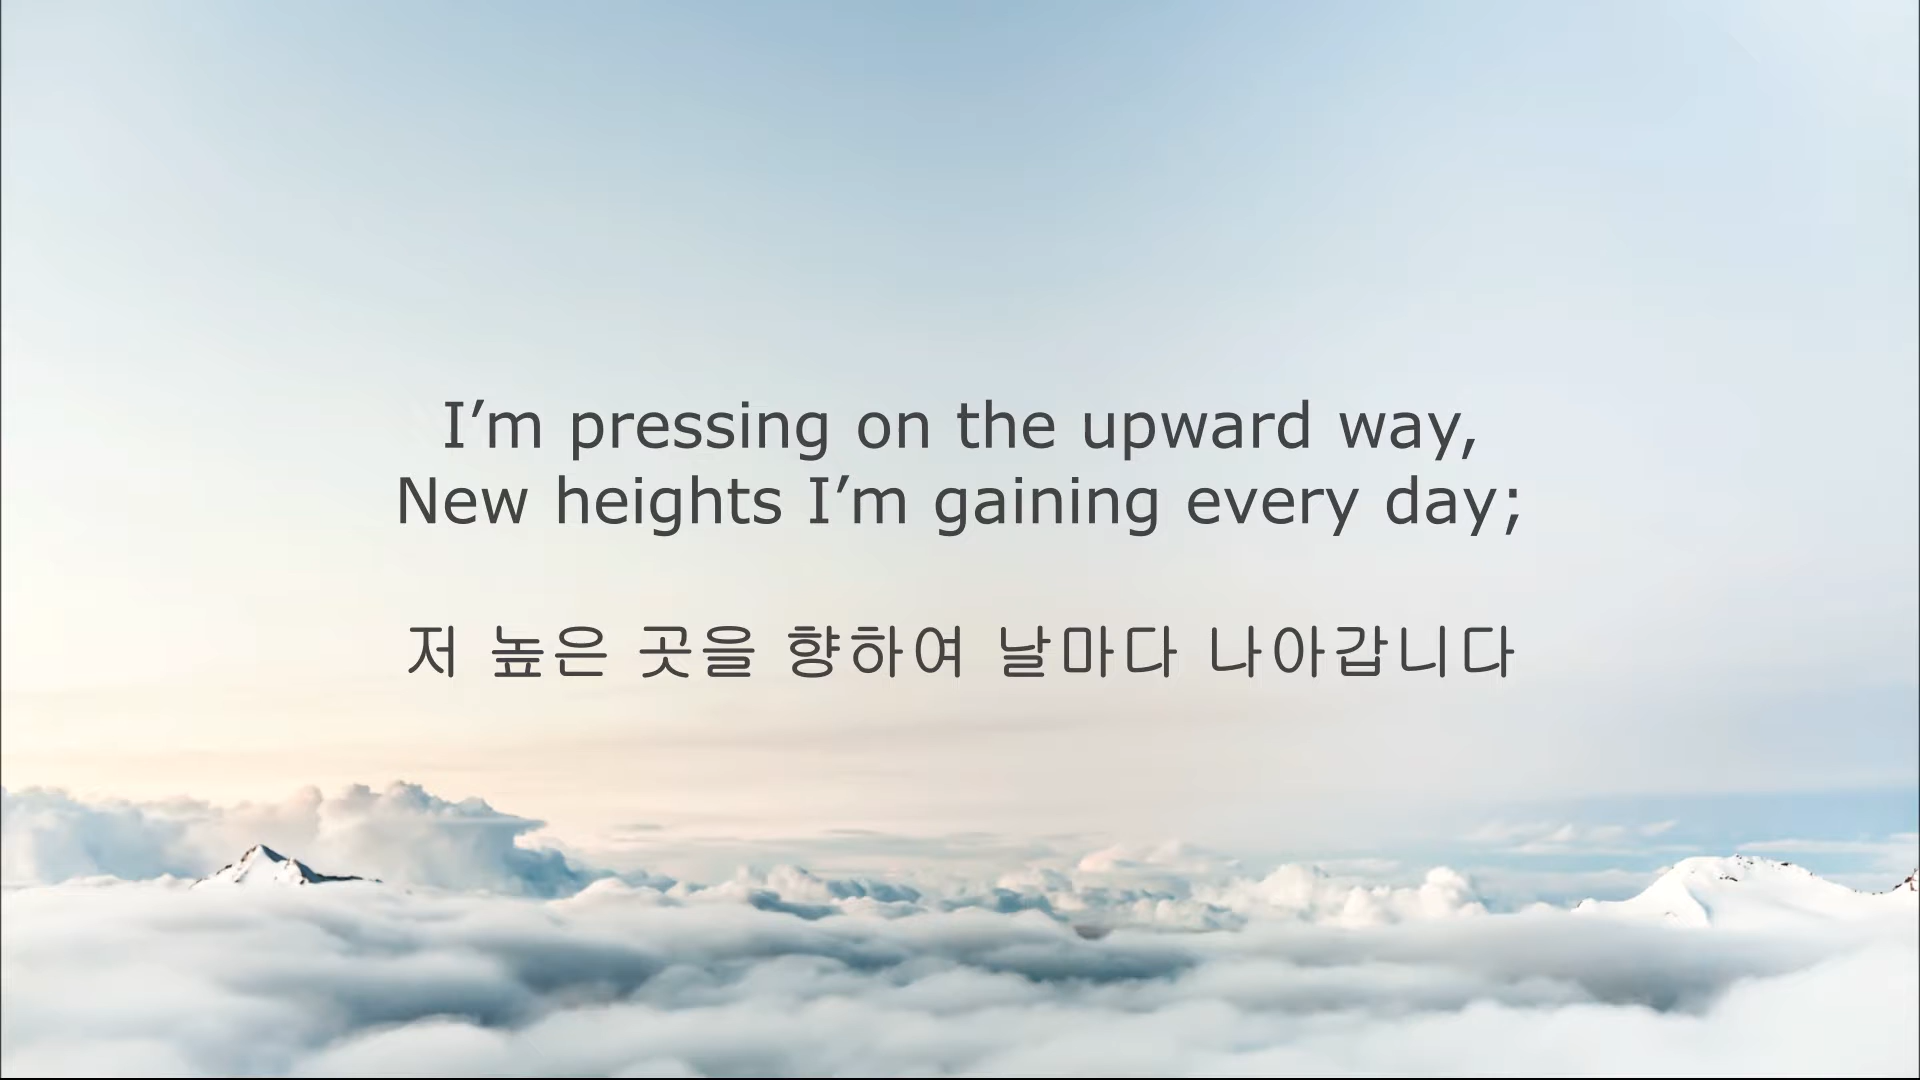 I’m pressing on the upward way,
New heights I’m gaining every day;
저 높은 곳을 향하여 날마다 나아갑니다